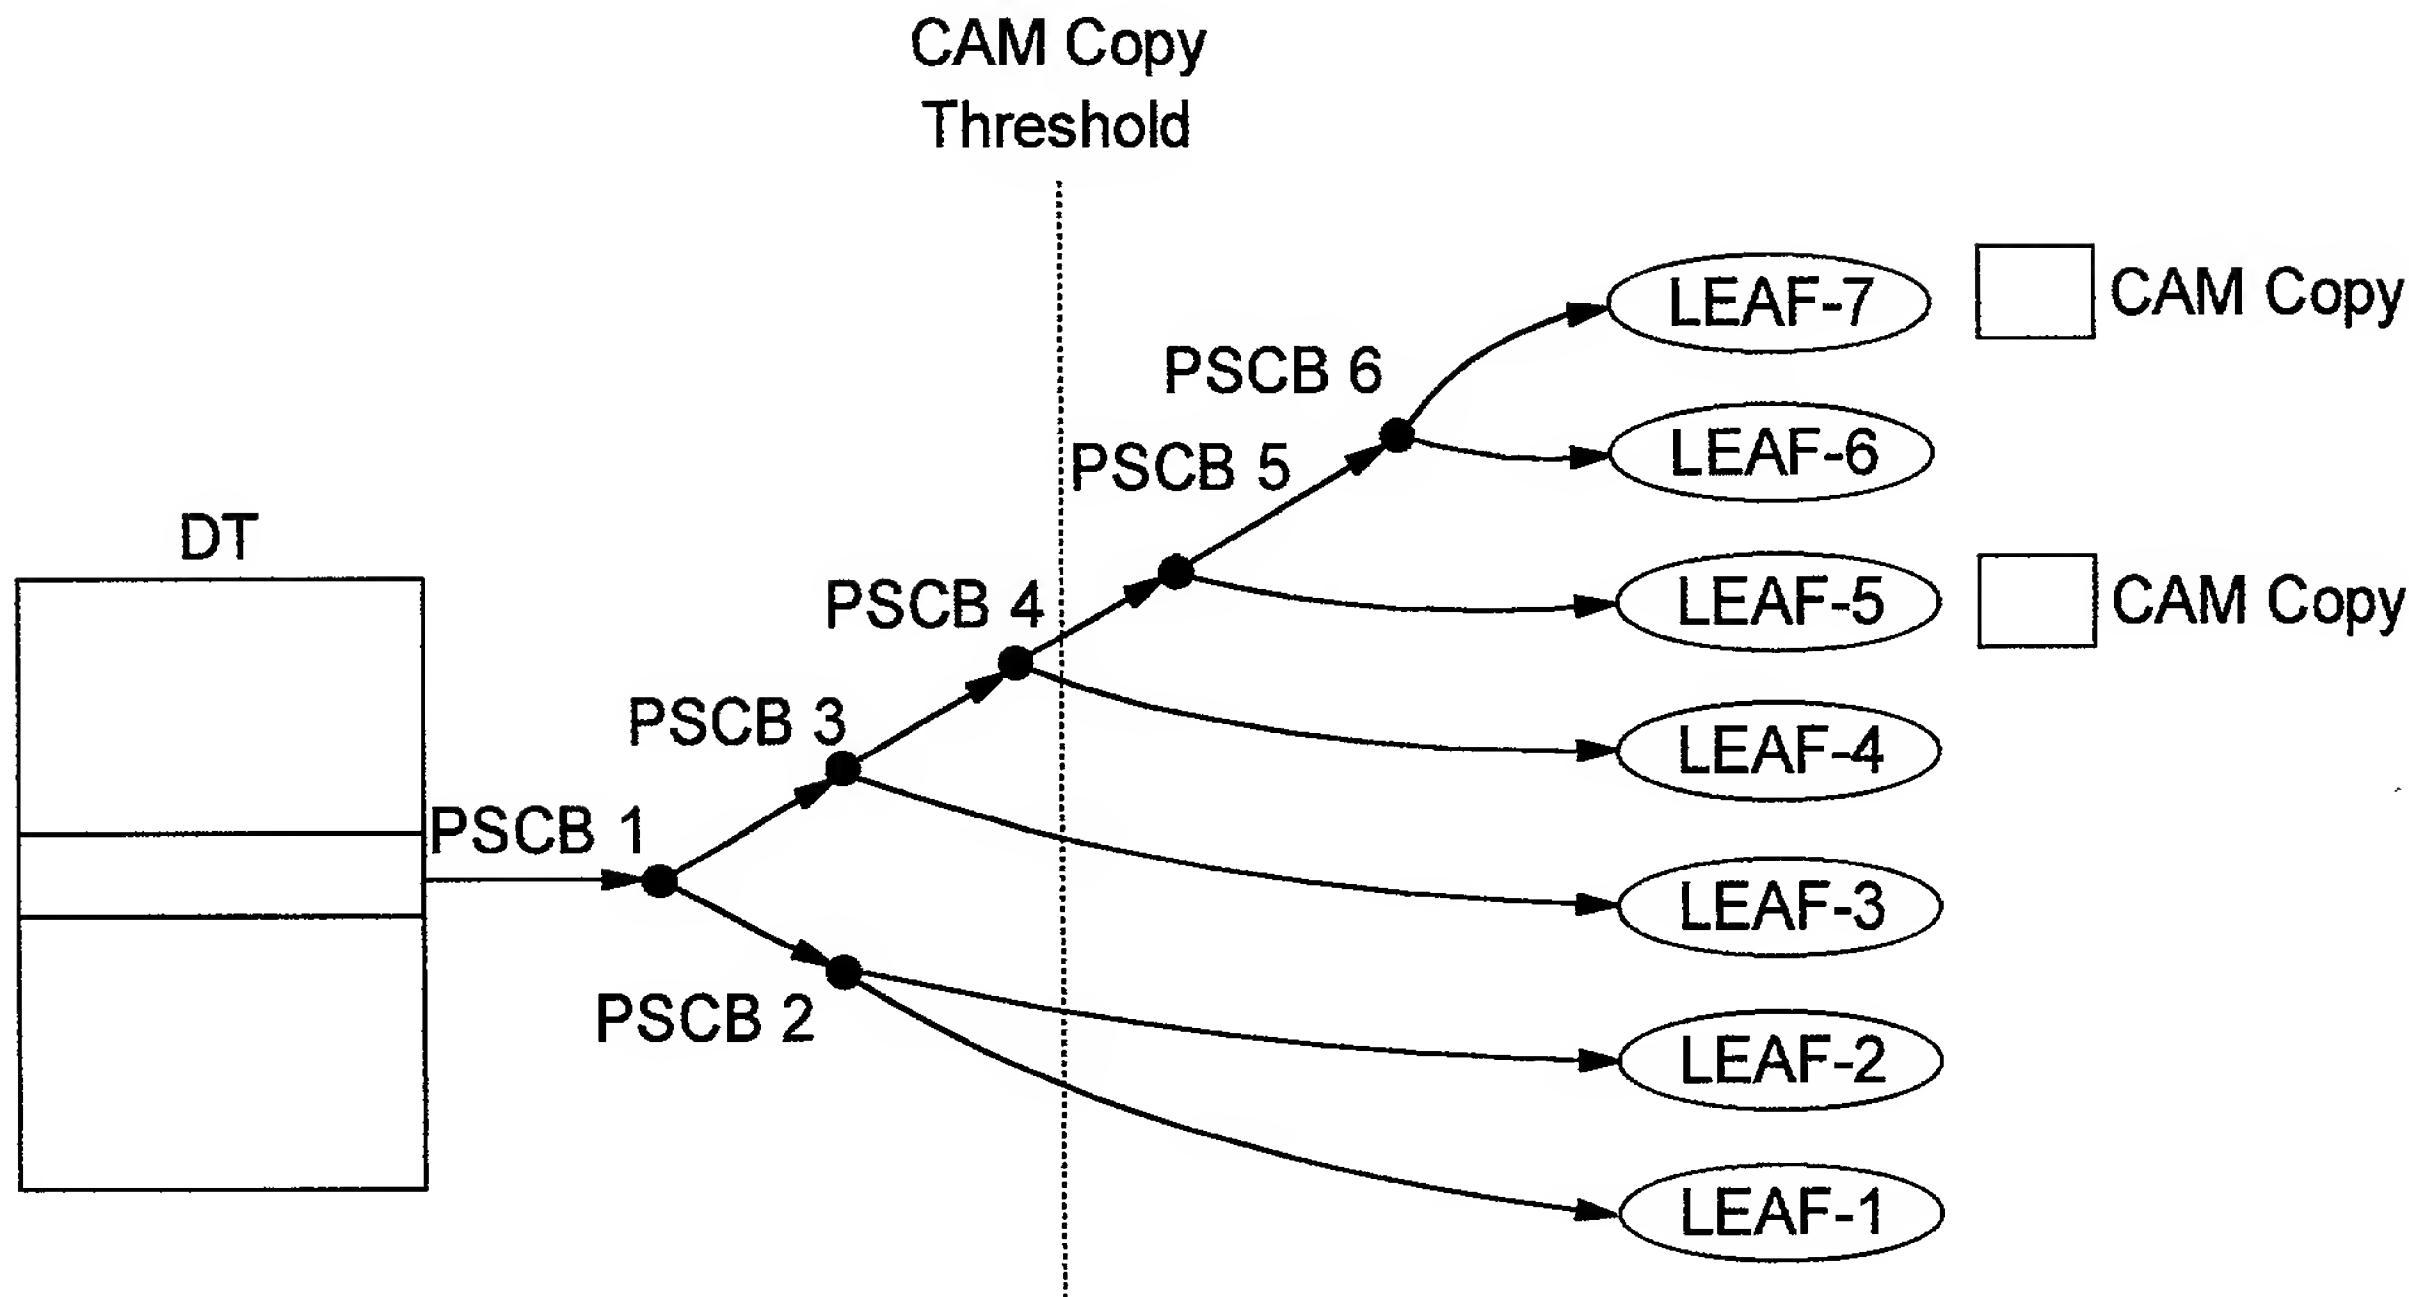 CAM Copy
Threshold
LEAF-7
CAM Copy
PSCB 6
LEAF-6
PSCB 5
DT
LEAF-5
CAM Copy
PSCB 4
PSCB 3
LEAF-4
PSCB 1
LEAF-3
PSCB 2
LEAF-2
LEAF-1